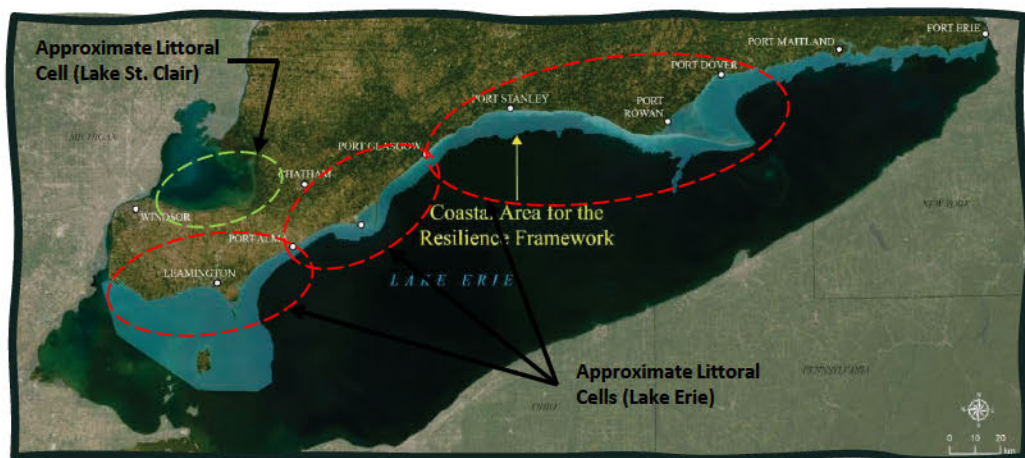 Approximate Littoral
Cell (Lake St. Clair)
MICHIGAN
FORT ERIE
PORT MAITLAND
PORT DOVER
PORT STANLEY
PORT
ROWAN
PORT GLASGOW
CHATHAM
WINDSOR
NEW YORK
Coastal Area for the
Resilience Framework
PORT ALMA
LEAMINGTON
LAKE ERIE
Approximate Littoral
Cells (Lake Erie)
PENNSYLVANIA
OHIO
N
W E
S
0 10 20
km